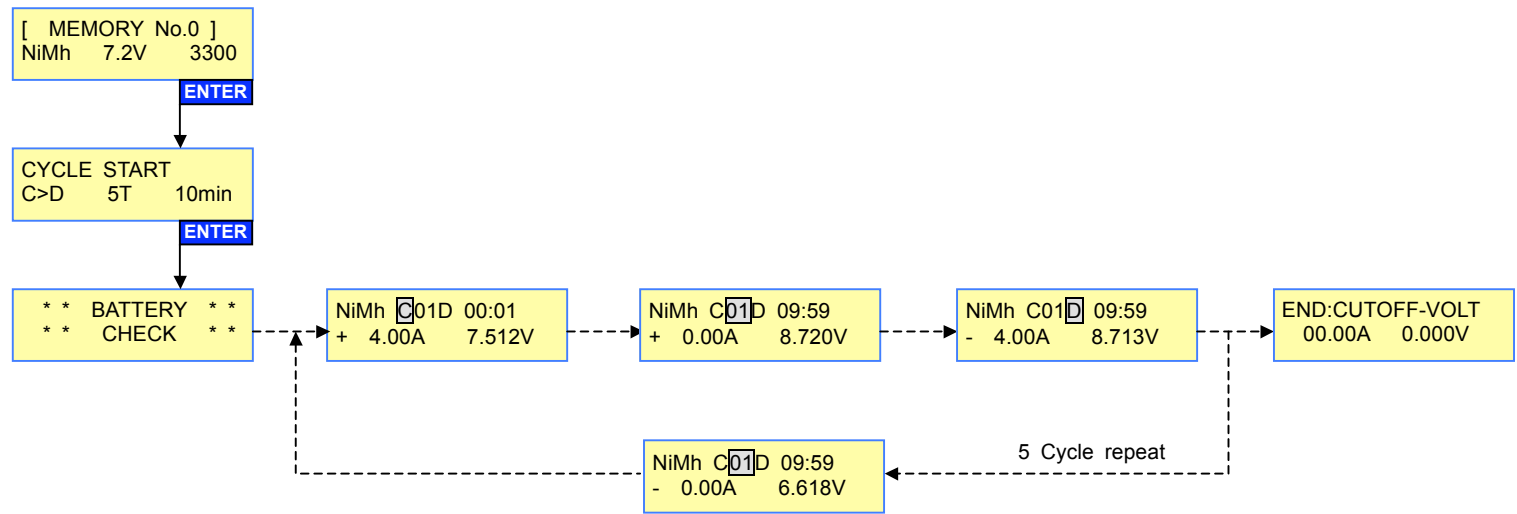 [ MEMORY No.0 ]
NiMh 7.2V 3300
ENTER
CYCLE START
C>D 5T 10min
ENTER
* * BATTERY * *
* * CHECK * *
NiMh C01D 00:01
+ 4.00A 7.512V
NiMh C01D 09:59
+ 0.00A 8.720V
NiMh C01D 09:59
- 4.00A 8.713V
END:CUTOFF-VOLT
00.00A 0.000V
5 Cycle repeat
NiMh C01D 09:59
- 0.00A 6.618V